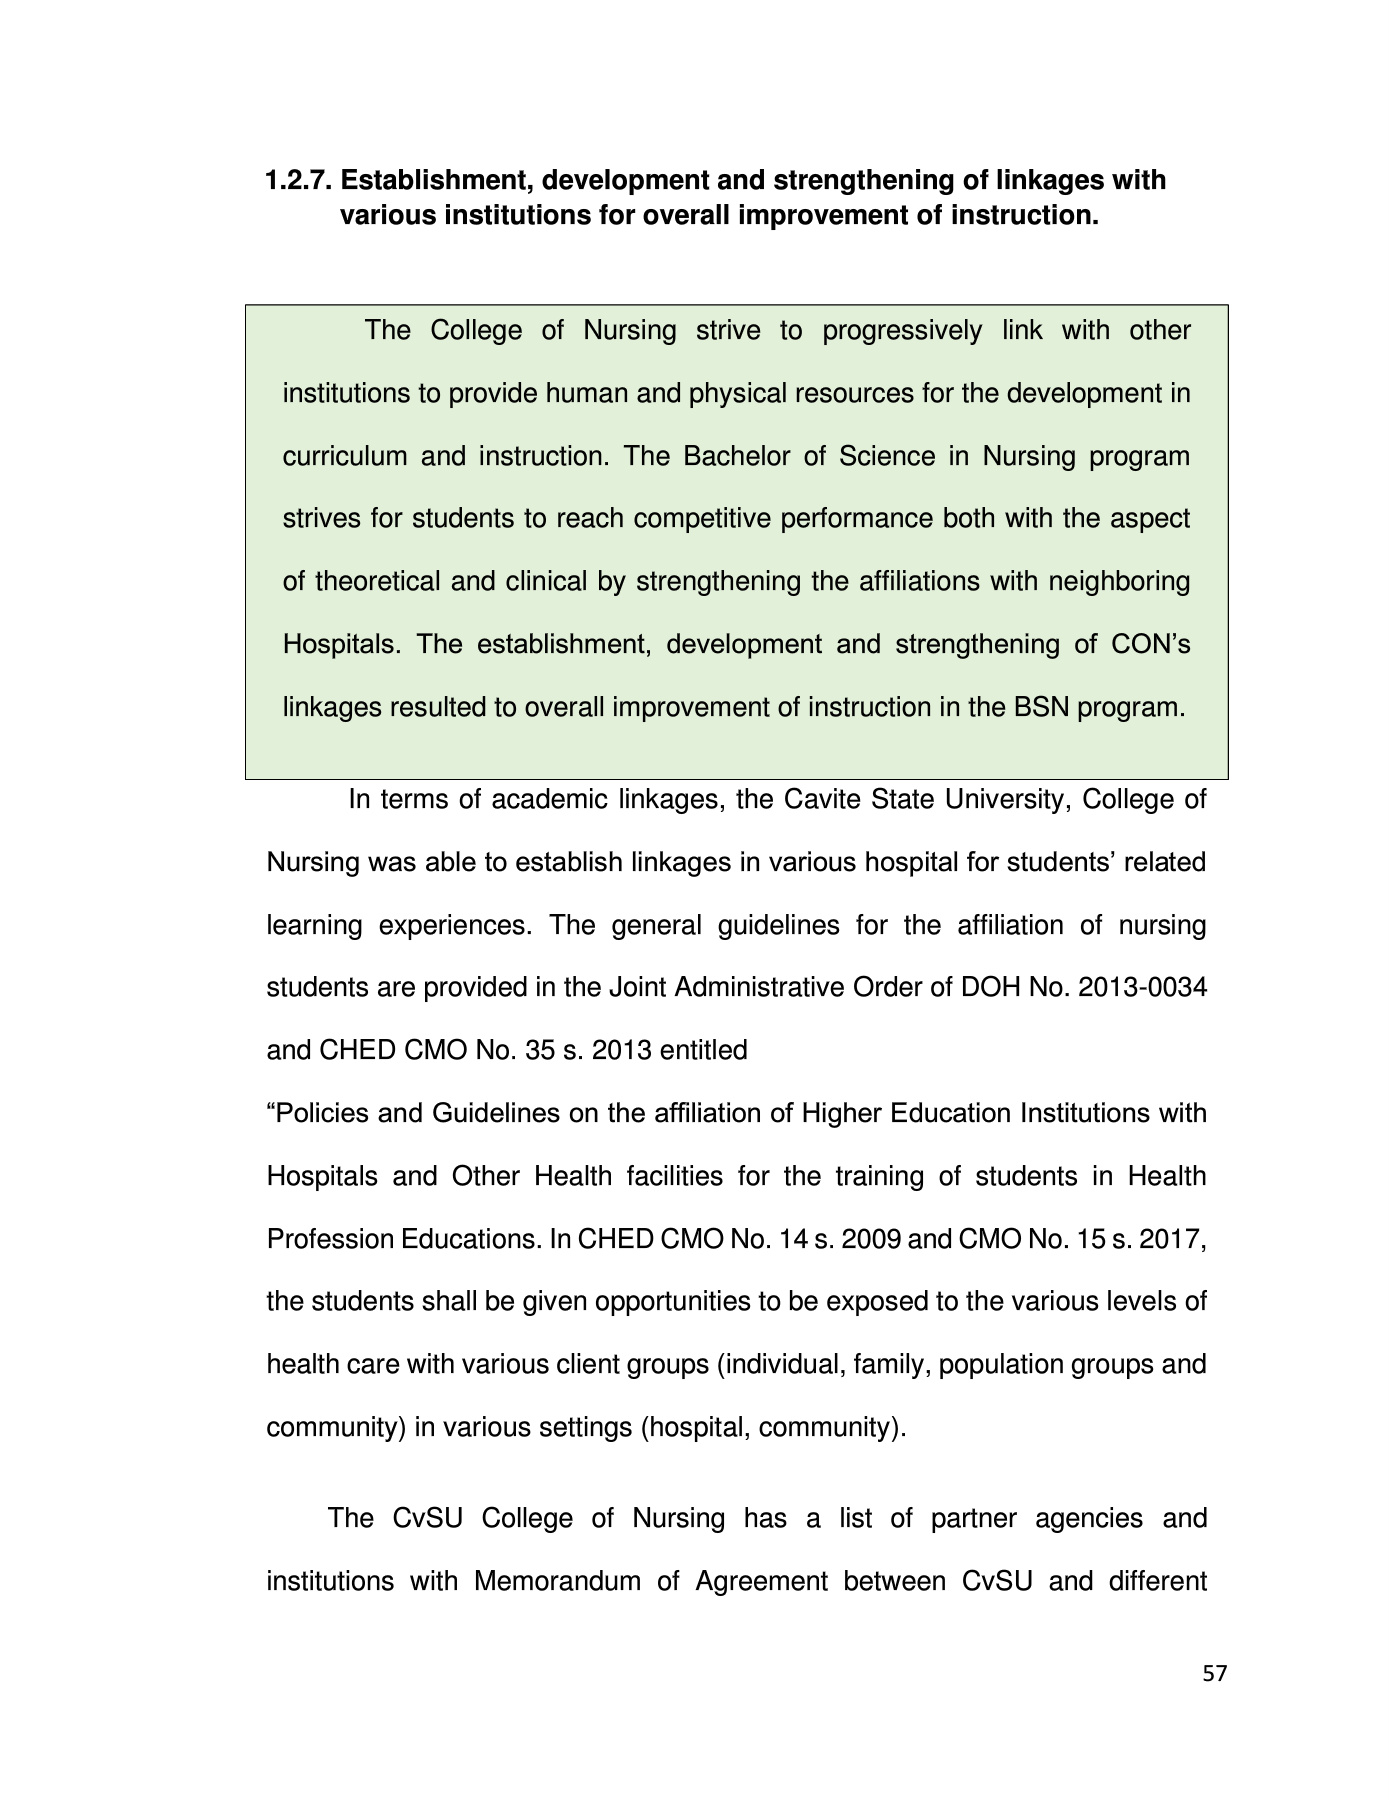 1.2.7. Establishment, development and strengthening of linkages with
various institutions for overall improvement of instruction.
The College of Nursing strive to progressively link with other
institutions to provide human and physical resources for the development in
curriculum and instruction. The Bachelor of Science in Nursing program
strives for students to reach competitive performance both with the aspect
of theoretical and clinical by strengthening the affiliations with neighboring
Hospitals. The establishment, development and strengthening of CON’s
linkages resulted to overall improvement of instruction in the BSN program.
In terms of academic linkages, the Cavite State University, College of
Nursing was able to establish linkages in various hospital for students’ related
learning experiences. The general guidelines for the affiliation of nursing
students are provided in the Joint Administrative Order of DOH No. 2013-0034
and CHED CMO No. 35 s. 2013 entitled
“Policies and Guidelines on the affiliation of Higher Education Institutions with
Hospitals and Other Health facilities for the training of students in Health
Profession Educations. In CHED CMO No. 14 s. 2009 and CMO No. 15 s. 2017,
the students shall be given opportunities to be exposed to the various levels of
health care with various client groups (individual, family, population groups and
community) in various settings (hospital, community).
The CvSU College of Nursing has a list of partner agencies and
institutions with Memorandum of Agreement between CvSU and different
57